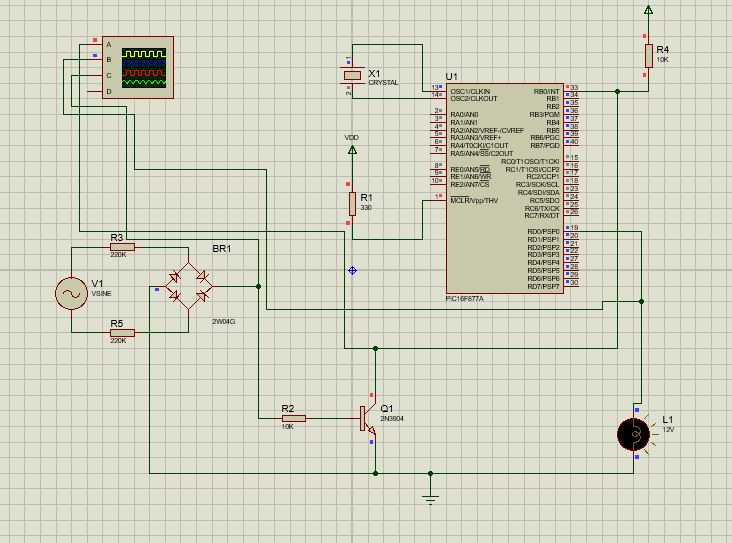 A
B
C
D
X1
CRYSTAL
1
2
VDD
R1
330
U1
13 OSC1/CLKIN
14 OSC2/CLKOUT
2 RA0/AN0
3 RA1/AN1
4 RA2/AN2/VREF-/CVREF
5 RA3/AN3/VREF+
6 RA4/T0CKI/C1OUT
7 RA5/AN4/SS/C2OUT
8 RE0/AN5/RD
9 RE1/AN6/WR
10 RE2/AN7/CS
1 MCLR/Vpp/THV
RB0/INT 33
RB1 34
RB2 35
RB3/PGM 36
RB4 37
RB5 38
RB6/PGC 39
RB7/PGD 40
RC0/T1OSO/T1CKI 15
RC1/T1OSI/CCP2 16
RC2/CCP1 17
RC3/SCK/SCL 18
RC4/SDI/SDA 23
RC5/SDO 24
RC6/TX/CK 25
RC7/RX/DT 26
RD0/PSP0 19
RD1/PSP1 20
RD2/PSP2 21
RD3/PSP3 22
RD4/PSP4 27
RD5/PSP5 28
RD6/PSP6 29
RD7/PSP7 30
PIC16F877A
R4
10K
R3
220K
BR1
2W04G
V1
VSINE
R5
220K
R2
10K
Q1
2N3904
L1
12V